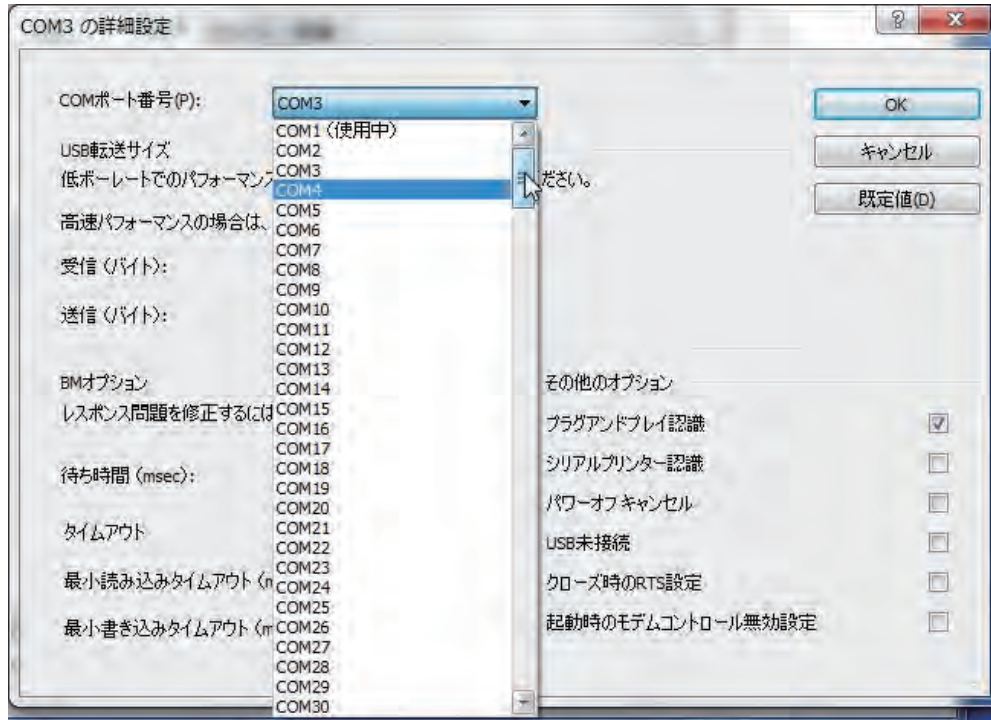 COM3 の詳細設定
COMポート番号(P):
COM3
OK
キャンセル
既定値(D)
COM1 (使用中)
COM2
COM3
COM4
COM5
COM6
COM7
COM8
COM9
COM10
COM11
COM12
COM13
COM14
COM15
COM16
COM17
COM18
COM19
COM20
COM21
COM22
COM23
COM24
COM25
COM26
COM27
COM28
COM29
COM30
USB転送サイズ
低ボーレートでのパフォーマン
ださい。
高速パフォーマンスの場合は、
受信 (バイト):
送信 (バイト):
BMオプション
レスポンス問題を修正するには
待ち時間 (msec):
タイムアウト
最小読み込みタイムアウト (m
最小書き込みタイムアウト (m
その他のオプション
プラグアンドプレイ認識
シリアルプリンター認識
パワーオフ キャンセル
USB未接続
クローズ時のRTS設定
起動時のモデムコントロール無効設定